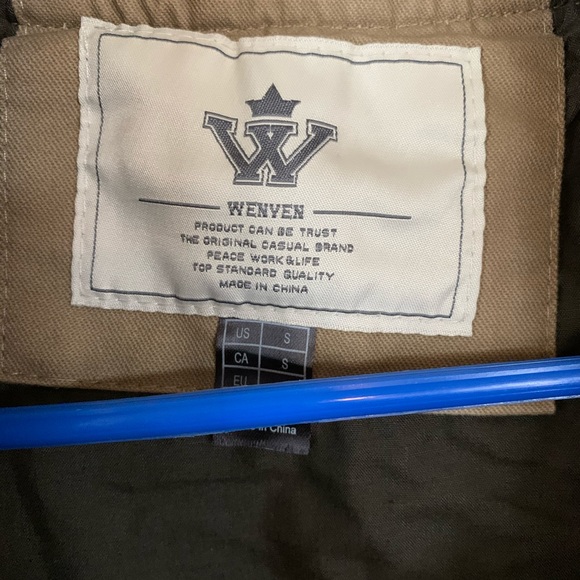 W
WENVEN
PRODUCT CAN BE TRUST
THE ORIGINAL CASUAL BRAND
PEACE WORK&LIFE
TOP STANDARD QUALITY
MADE IN CHINA
US S
CA S
EU
in China